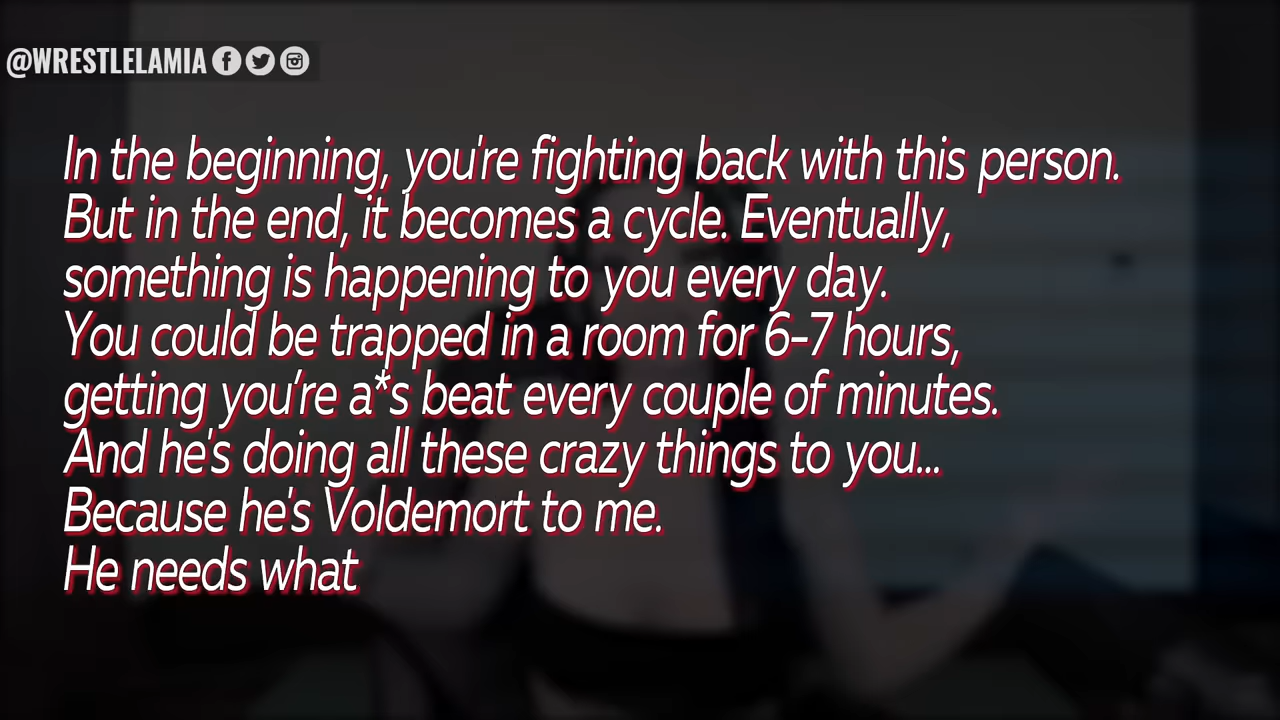 @WRESTLELAMIA
In the beginning, you're fighting back with this person.
But in the end, it becomes a cycle. Eventually,
something is happening to you every day.
You could be trapped in a room for 6-7 hours,
getting you’re a*s beat every couple of minutes.
And he's doing all these crazy things to you...
Because he's Voldemort to me.
He needs what